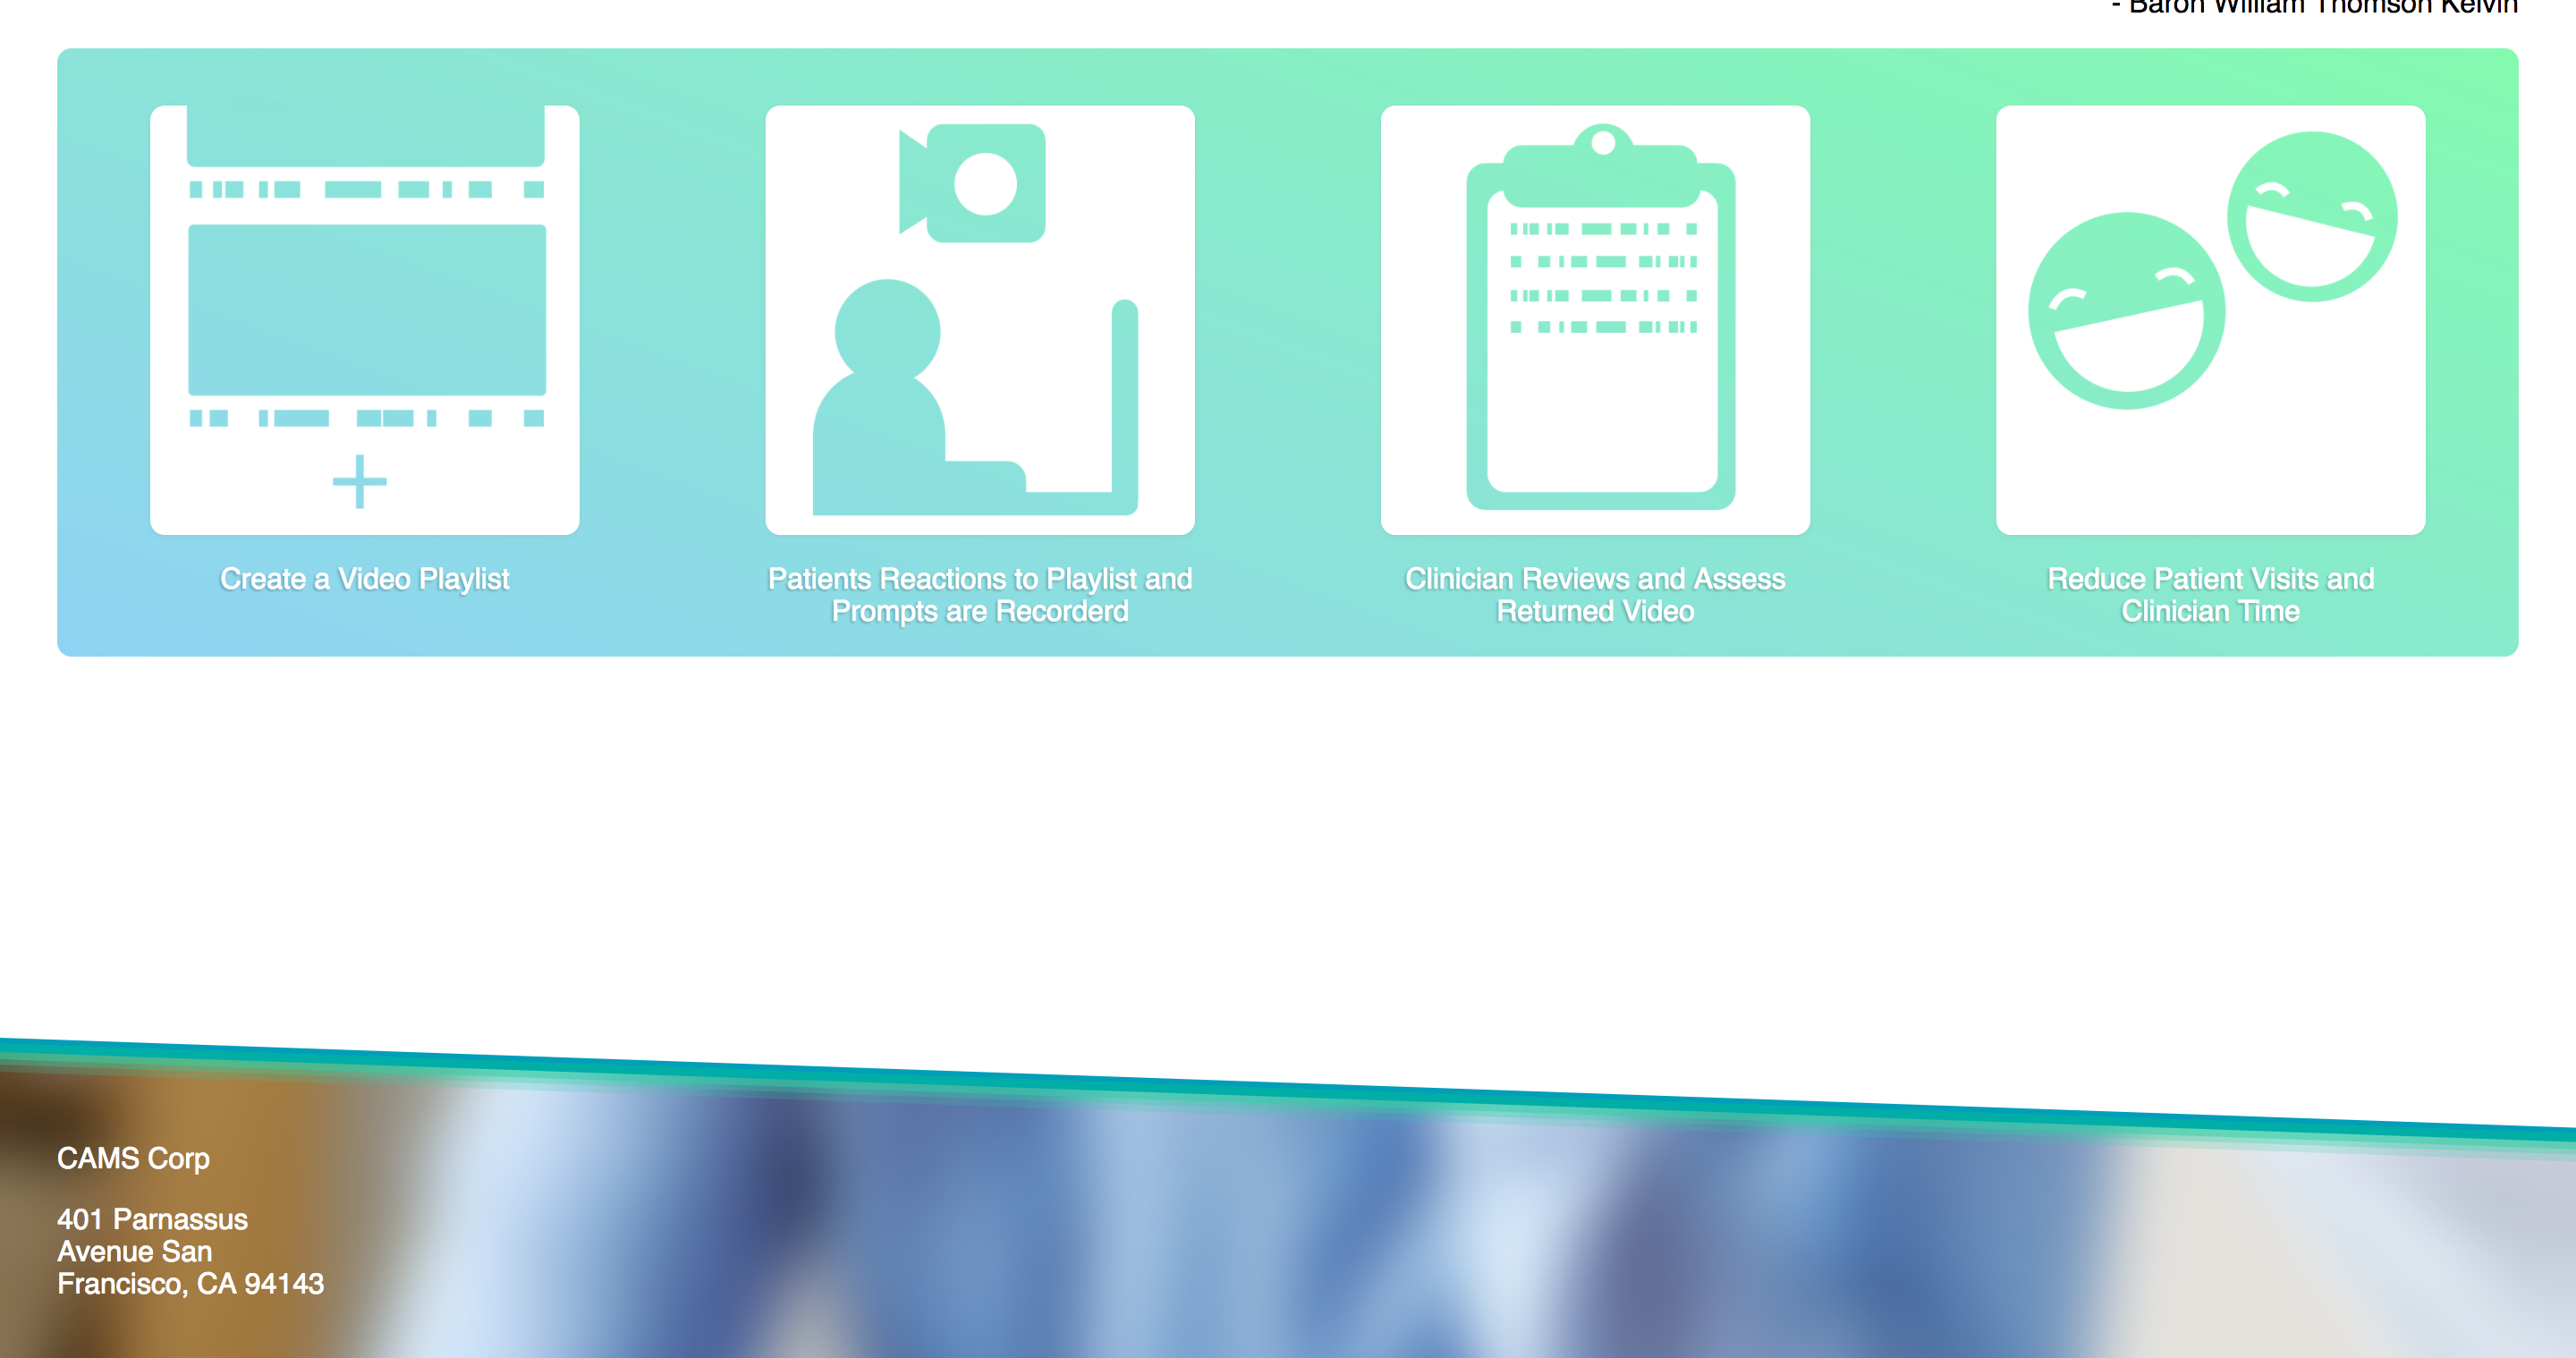 - Baron William Thomson Kelvin
Create a Video Playlist
Patients Reactions to Playlist and
Prompts are Recorderd
Clinician Reviews and Assess
Returned Video
Reduce Patient Visits and
Clinician Time
CAMS Corp
401 Parnassus
Avenue San
Francisco, CA 94143